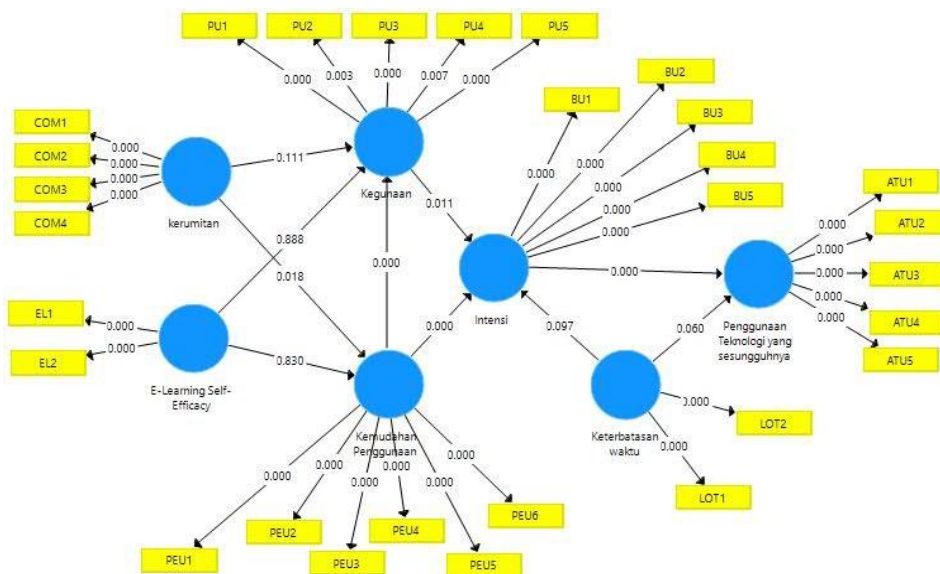 PU1
PU2
PU3
PU4
PU5
0.000
0.003
0.000
0.007
0.000
BU1
BU2
BU3
BU4
BU5
0.000
0.000
0.000
0.000
0.000
COM1
COM2
COM3
COM4
0.000
0.000
0.000
0.000
kerumitan
0.111
Kegunaan
0.011
0.888
0.018
0.000
Intensi
0.000
0.000
ATU1
ATU2
ATU3
ATU4
ATU5
0.000
0.000
0.000
0.000
0.000
Penggunaan
Teknologi yang
sesungguhnya
EL1
EL2
0.000
0.000
E-Learning Self-
Efficacy
0.830
Kemudahan
Penggunaan
0.097
0.060
Keterbatasan
waktu
0.000
0.000
LOT2
LOT1
0.000
0.000
0.000
0.000
0.000
0.000
PEU1
PEU2
PEU3
PEU4
PEU5
PEU6